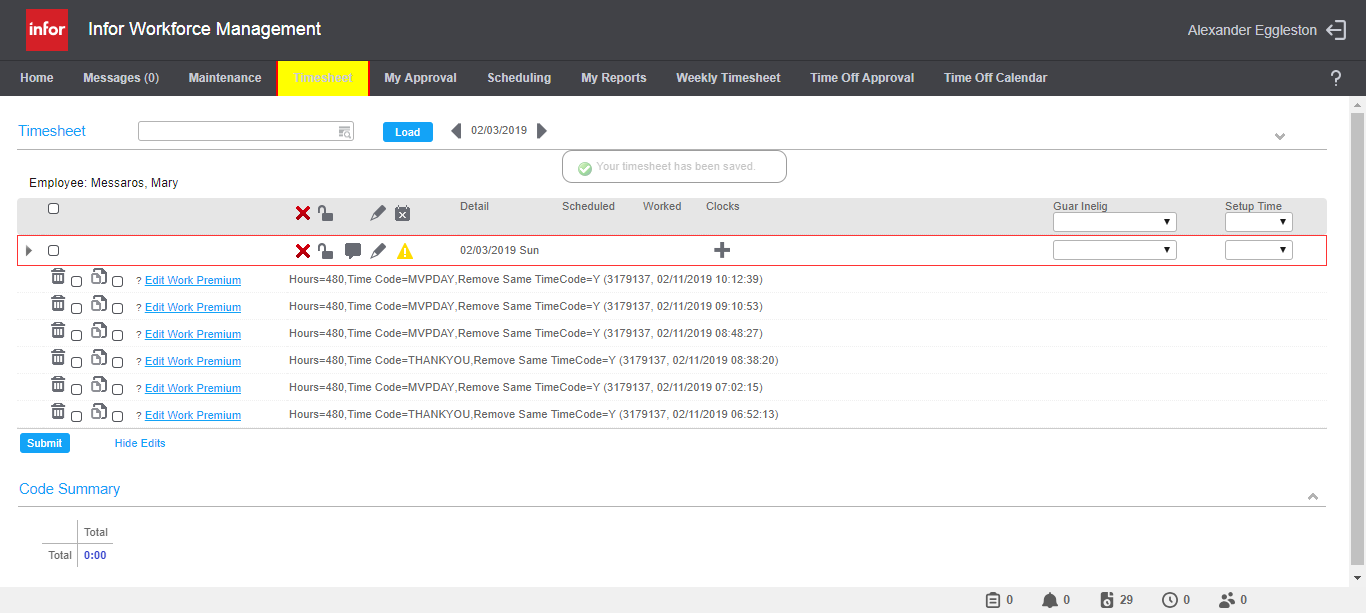 infor Infor Workforce Management Alexander Eggleston
Home Messages (0) Maintenance Timesheet My Approval Scheduling My Reports Weekly Timesheet Time Off Approval Time Off Calendar ?
Timesheet Load 02/03/2019
Your timesheet has been saved.
Employee: Messaros, Mary
Detail Scheduled Worked Clocks Guar Inelig Setup Time
02/03/2019 Sun
? Edit Work Premium Hours=480,Time Code=MVPDAY,Remove Same TimeCode=Y (3179137, 02/11/2019 10:12:39)
? Edit Work Premium Hours=480,Time Code=MVPDAY,Remove Same TimeCode=Y (3179137, 02/11/2019 09:10:53)
? Edit Work Premium Hours=480,Time Code=MVPDAY,Remove Same TimeCode=Y (3179137, 02/11/2019 08:48:27)
? Edit Work Premium Hours=480,Time Code=THANKYOU,Remove Same TimeCode=Y (3179137, 02/11/2019 08:38:20)
? Edit Work Premium Hours=480,Time Code=MVPDAY,Remove Same TimeCode=Y (3179137, 02/11/2019 07:02:15)
? Edit Work Premium Hours=480,Time Code=THANKYOU,Remove Same TimeCode=Y (3179137, 02/11/2019 06:52:13)
Submit Hide Edits
Code Summary
Total
Total 0:00
0 0 29 0 0